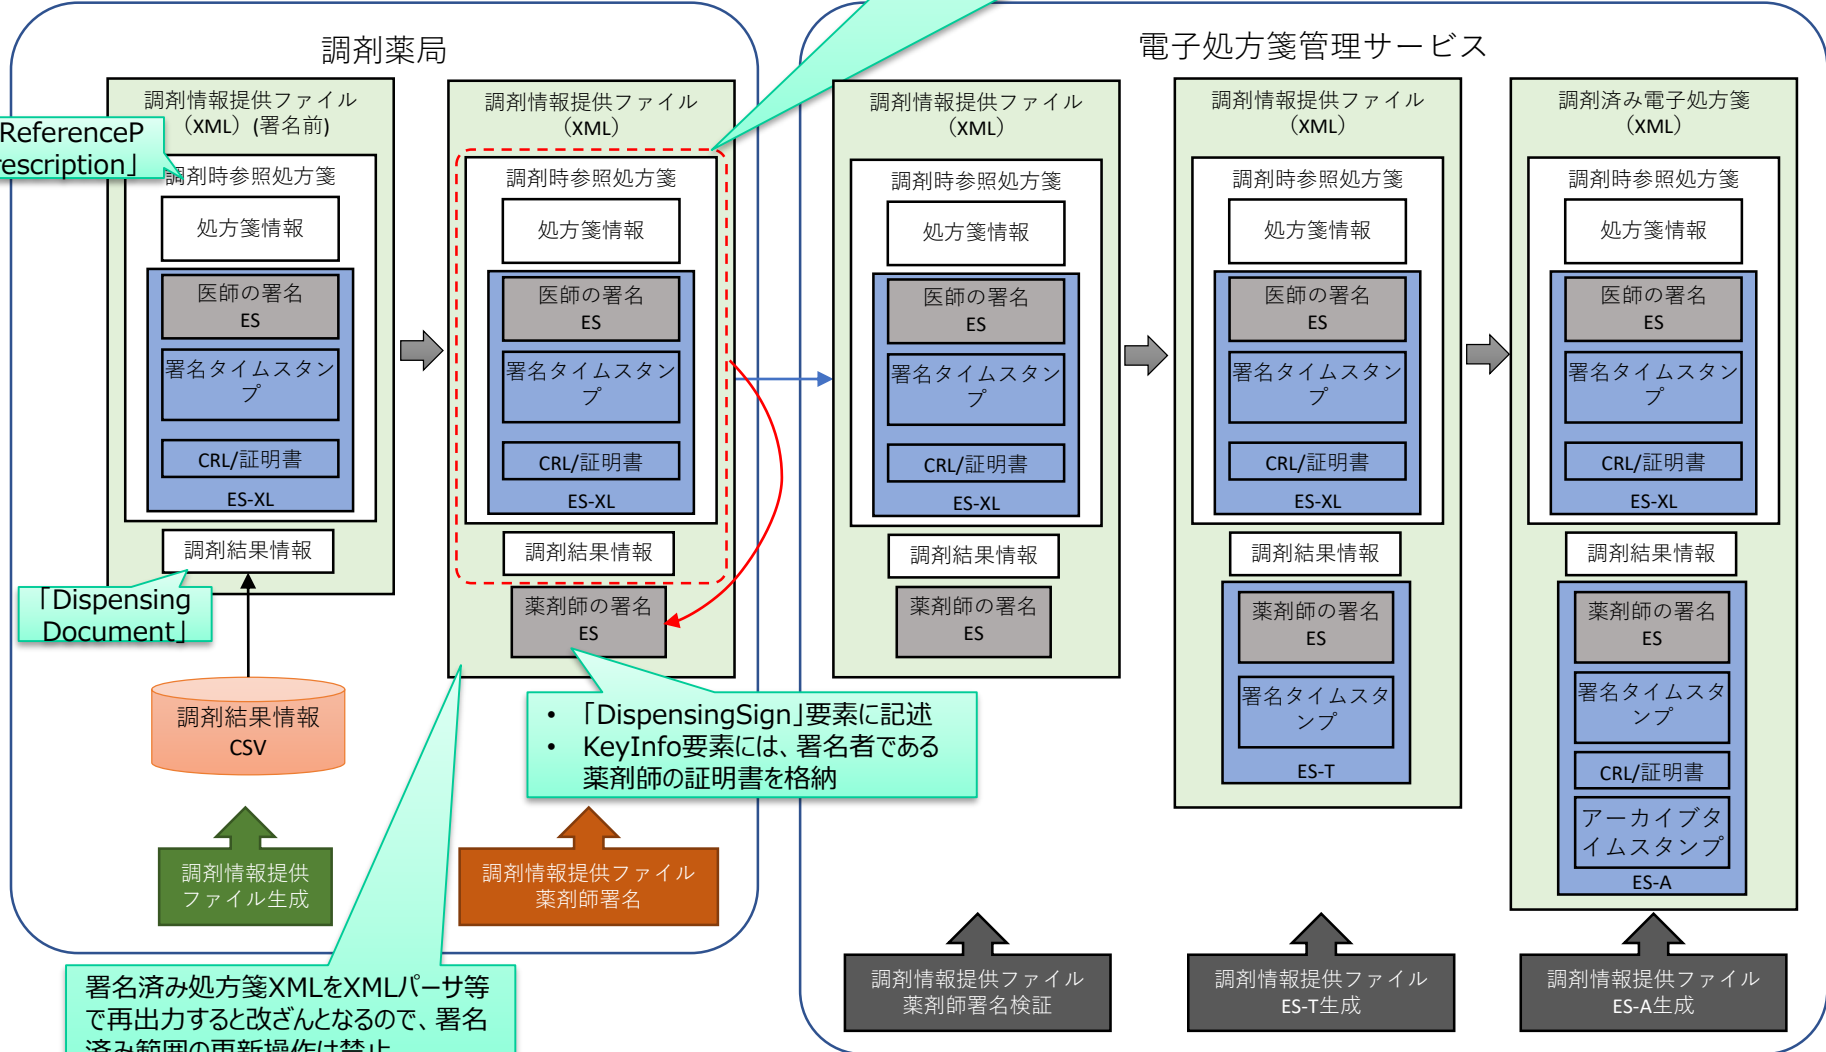 調剤薬局
調剤情報提供ファイル
（XML）(署名前)
ReferenceP
rescription」
調剤時参照処方箋
処方箋情報
医師の署名
ES
署名タイムスタン
プ
CRL/証明書
ES-XL
調剤結果情報
「Dispensing
Document」
調剤結果情報
CSV
調剤情報提供
ファイル生成
調剤情報提供ファイル
（XML）
調剤時参照処方箋
処方箋情報
医師の署名
ES
署名タイムスタン
プ
CRL/証明書
ES-XL
調剤結果情報
薬剤師の署名
ES
• 「DispensingSign」要素に記述
• KeyInfo要素には、署名者である
薬剤師の証明書を格納
調剤情報提供ファイル
薬剤師署名
署名済み処方箋XMLをXMLパーサ等
で再出力すると改ざんとなるので、署名
済み範囲の更新操作は禁止
電子処方箋管理サービス
調剤情報提供ファイル
（XML）
調剤時参照処方箋
処方箋情報
医師の署名
ES
署名タイムスタン
プ
CRL/証明書
ES-XL
調剤結果情報
薬剤師の署名
ES
調剤情報提供ファイル
薬剤師署名検証
調剤情報提供ファイル
（XML）
調剤時参照処方箋
処方箋情報
医師の署名
ES
署名タイムスタン
プ
CRL/証明書
ES-XL
調剤結果情報
薬剤師の署名
ES
署名タイムスタ
ンプ
ES-T
調剤情報提供ファイル
ES-T生成
調剤済み電子処方箋
（XML）
調剤時参照処方箋
処方箋情報
医師の署名
ES
署名タイムスタン
プ
CRL/証明書
ES-XL
調剤結果情報
薬剤師の署名
ES
署名タイムスタ
ンプ
CRL/証明書
アーカイブタ
イムスタンプ
ES-A
調剤情報提供ファイル
ES-A生成